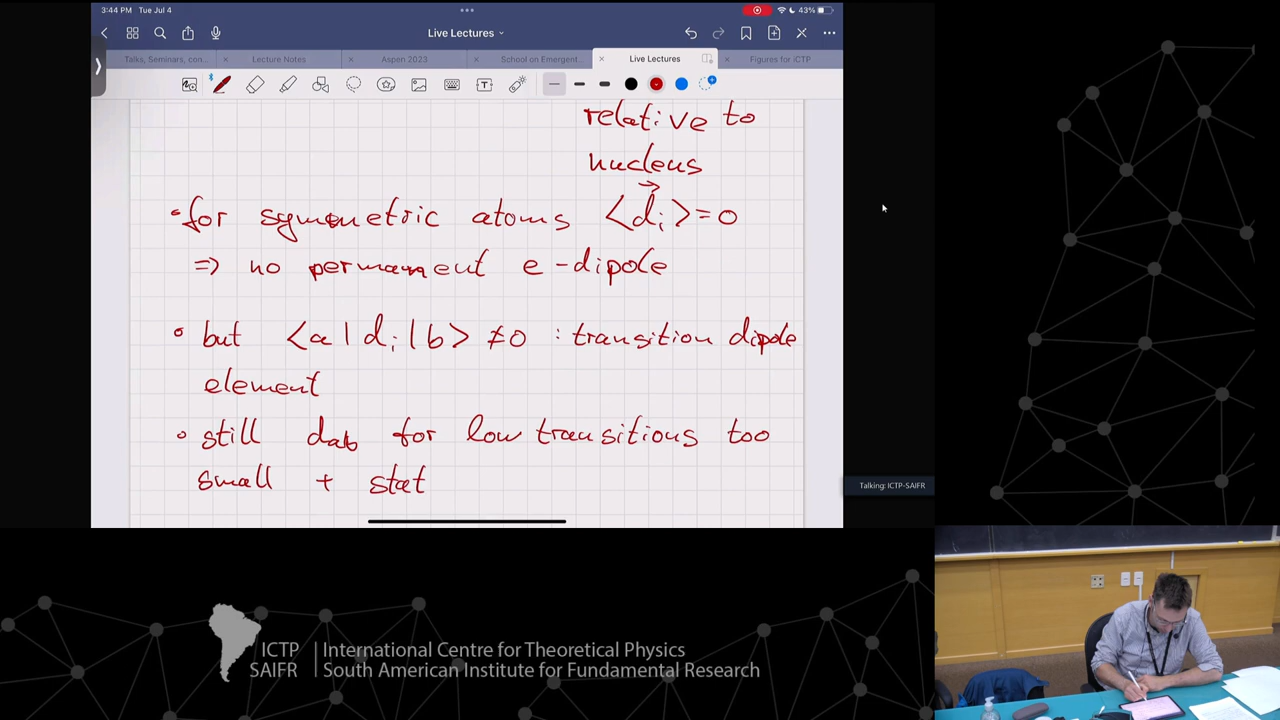 3:44 PM Tue Jul 4
43%
Live Lectures
Talks, Seminars, con...
Lecture Notes
Aspen 2023
School on Emergent...
Live Lectures
Figures for ICTP
relative to
nucleus
• for symmetric atoms <d⃗ᵢ>=0
=> no permanent e-dipole
• but <a|dᵢ|b> ≠0 : transition dipole
element
• still dab for low transitions too
small + stat
Talking: ICTP-SAIFR
ICTP International Centre for Theoretical Physics
SAIFR South American Institute for Fundamental Research